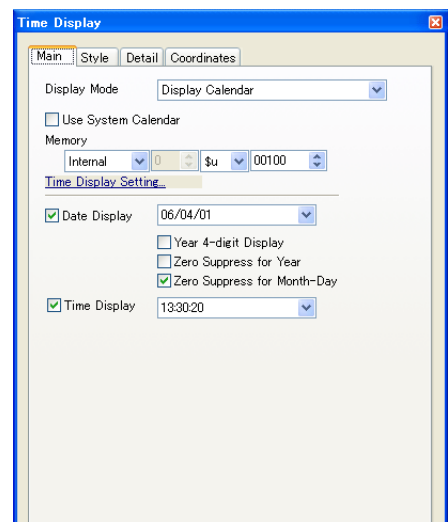 Time Display
Main Style Detail Coordinates
Display Mode Display Calendar
Use System Calendar
Memory
Internal 0 $u 00100
Time Display Setting...
Date Display 06/04/01
Year 4-digit Display
Zero Suppress for Year
Zero Suppress for Month-Day
Time Display 13:30:20